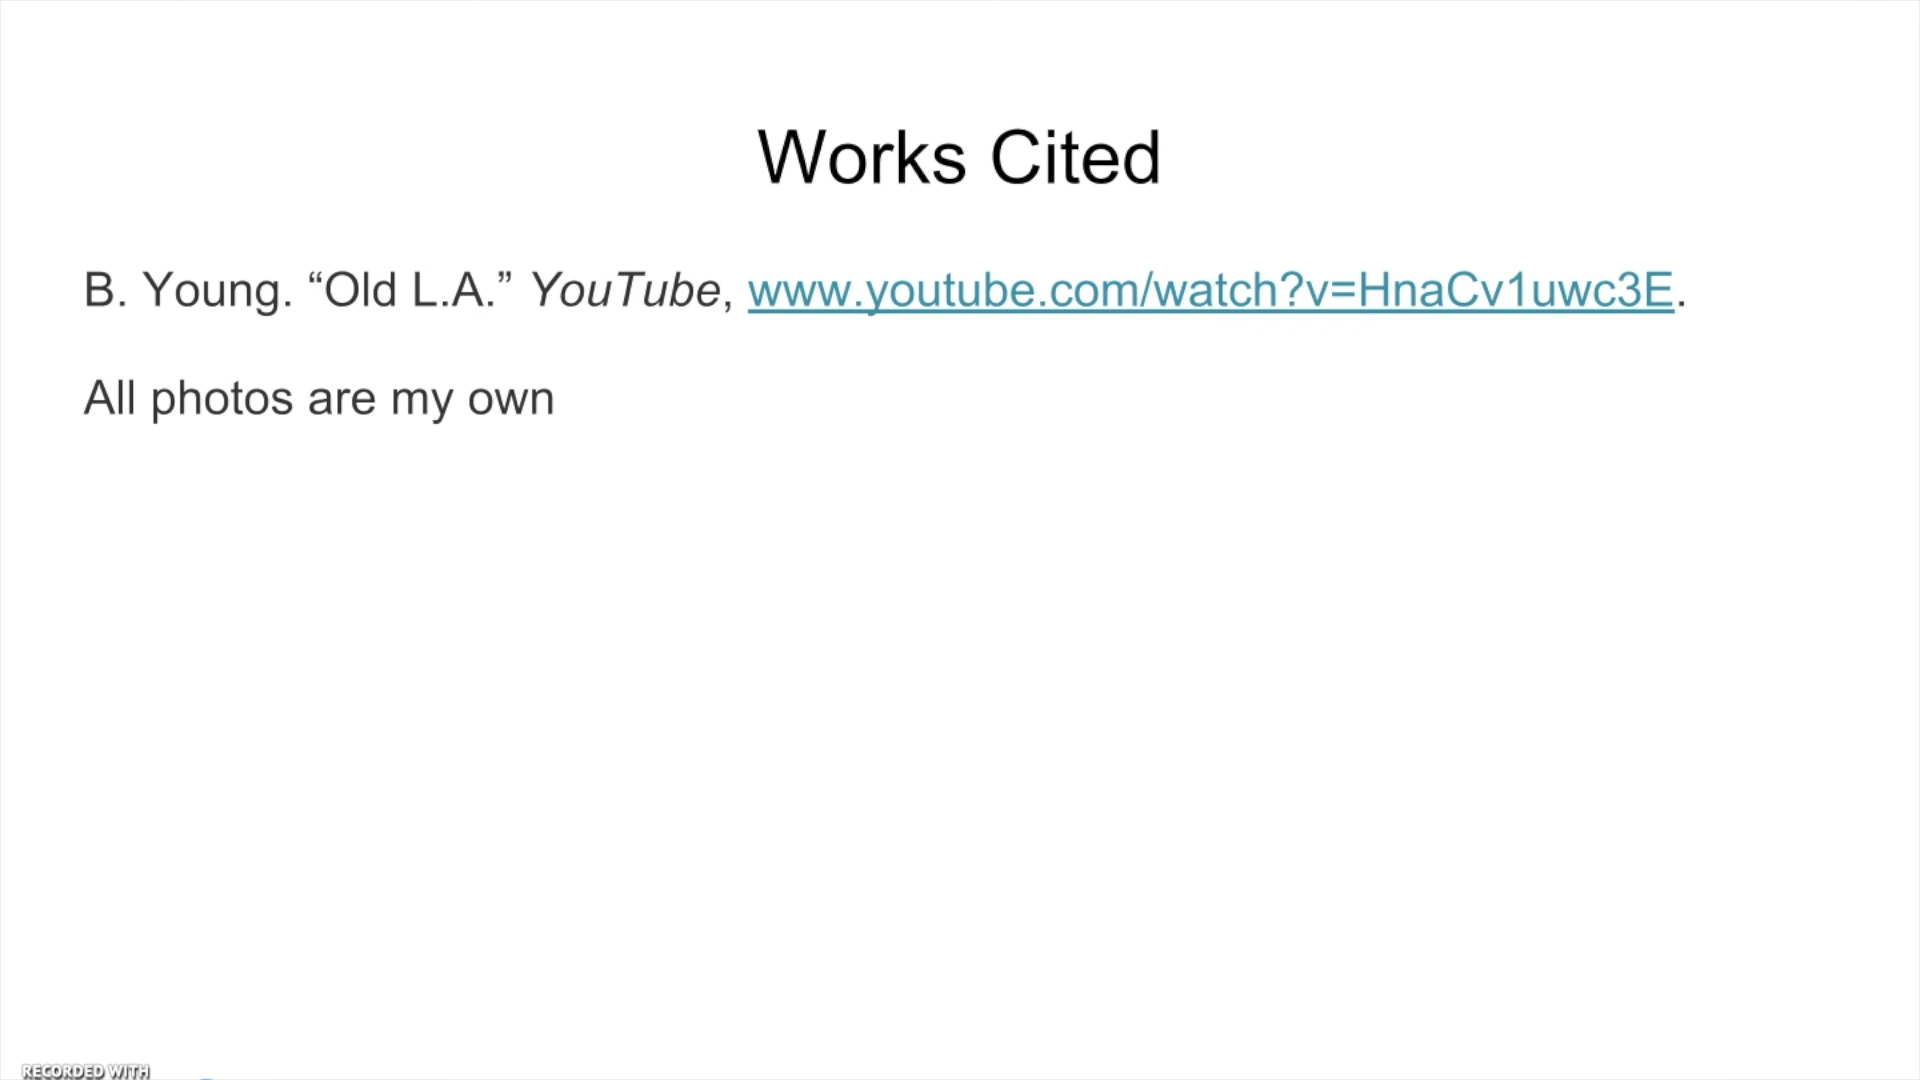 Works Cited
B. Young. “Old L.A.” YouTube, www.youtube.com/watch?v=HnaCv1uwc3E.
All photos are my own
RECORDED WITH